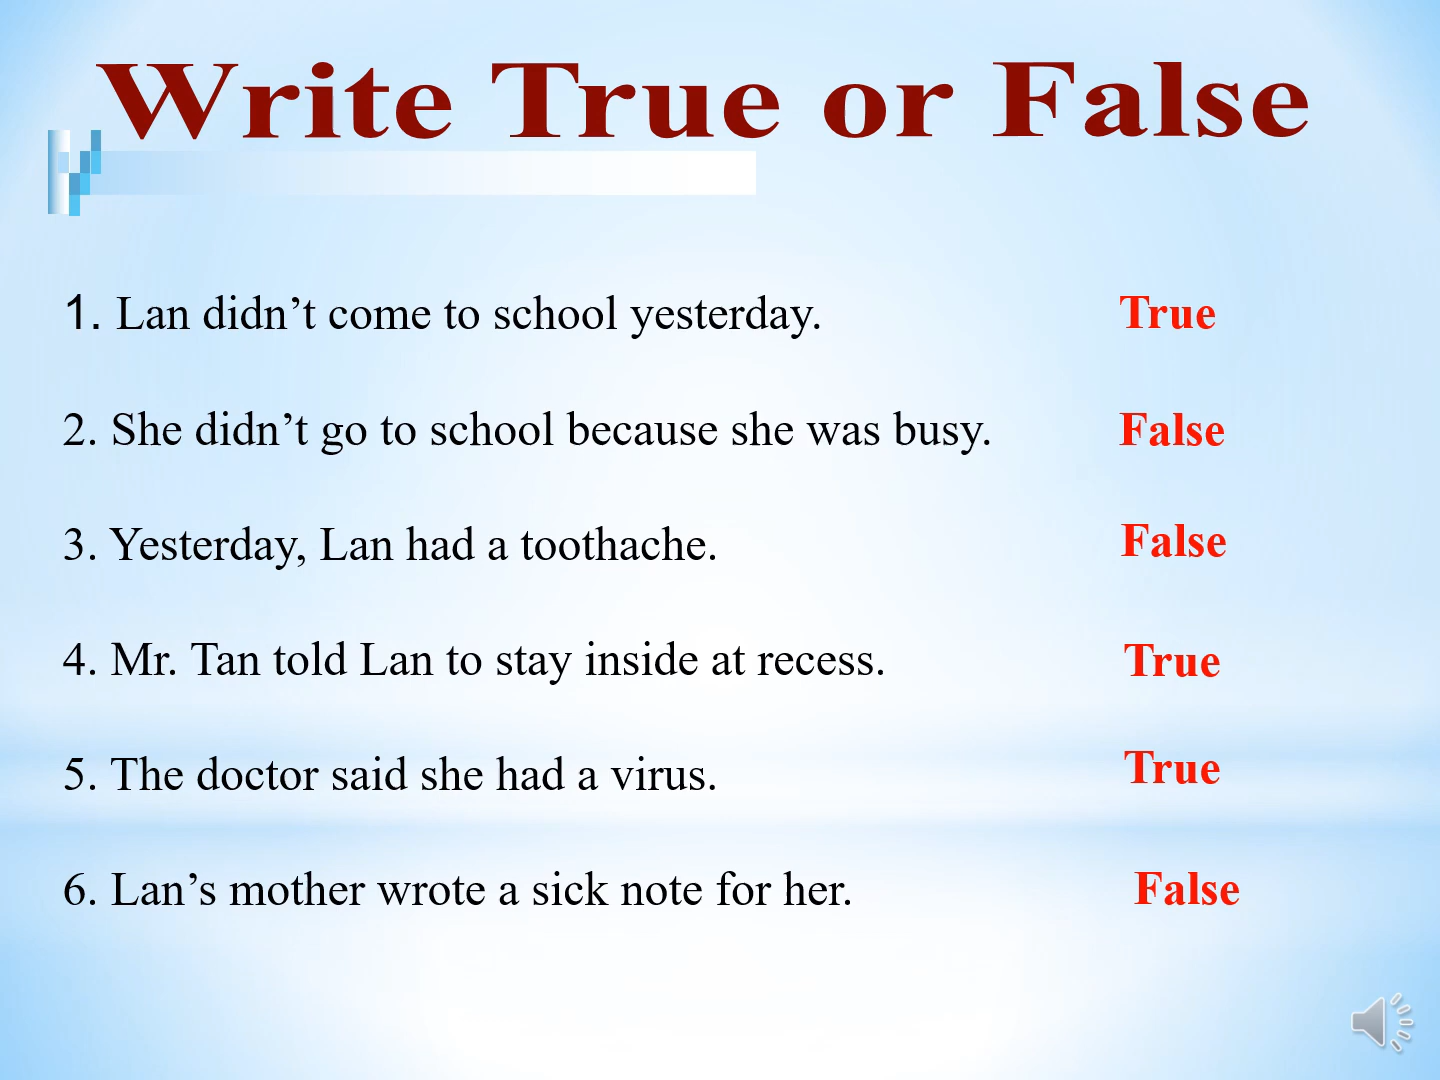 Write True or False
1. Lan didn’t come to school yesterday. True
2. She didn’t go to school because she was busy. False
3. Yesterday, Lan had a toothache. False
4. Mr. Tan told Lan to stay inside at recess. True
5. The doctor said she had a virus. True
6. Lan’s mother wrote a sick note for her. False